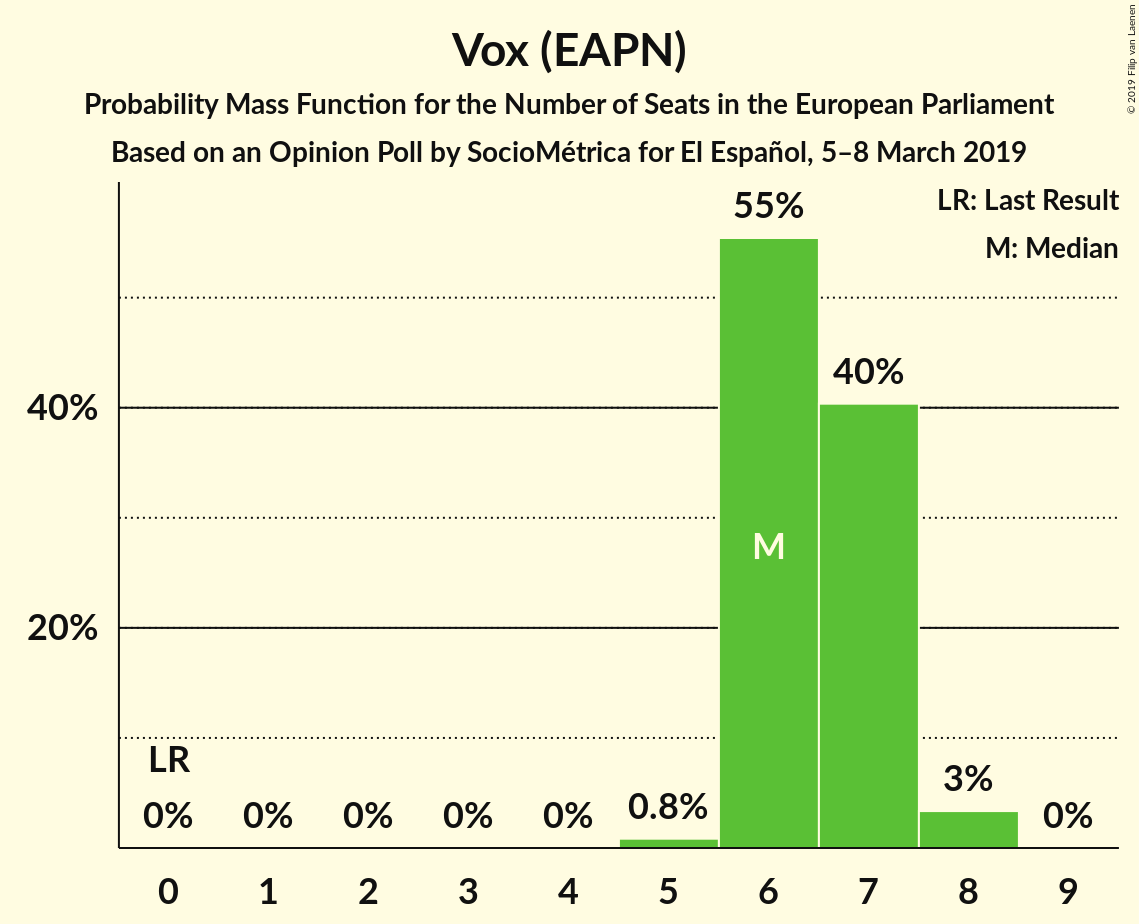 Vox (EAPN)
Probability Mass Function for the Number of Seats in the European Parliament
Based on an Opinion Poll by SocioMétrica for El Español, 5–8 March 2019
© 2019 Filip van Laenen
LR: Last Result
M: Median
55%
40%
40%
M
20%
LR
0% 0% 0% 0% 0% 0.8% 3% 0%
0 1 2 3 4 5 6 7 8 9